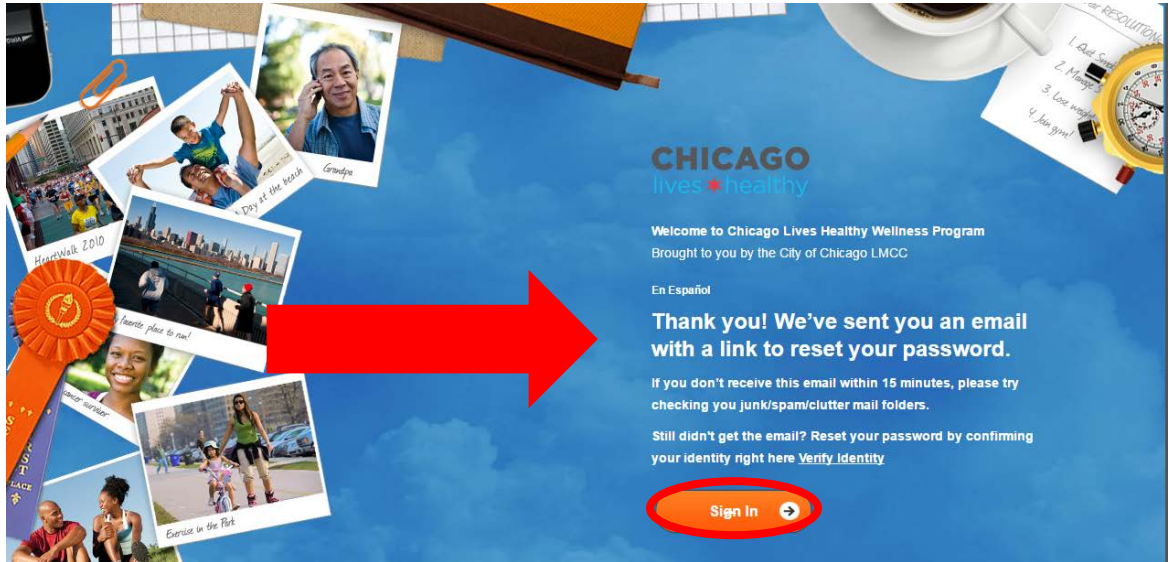 RESOLUTION
1. Quit
2. Manage
3. Lose weight
4. Join gym!
Grandpa
Day at the beach
HeartWalk 2010
favorite place to run!
cancer survivor
PLACE
Exercise in the Park
CHICAGO
lives healthy
Welcome to Chicago Lives Healthy Wellness Program
Brought to you by the City of Chicago LMCC
En Español
Thank you! We've sent you an email
with a link to reset your password.
If you don't receive this email within 15 minutes, please try
checking you junk/spam/clutter mail folders.
Still didn't get the email? Reset your password by confirming
your identity right here Verify Identity
Sign In